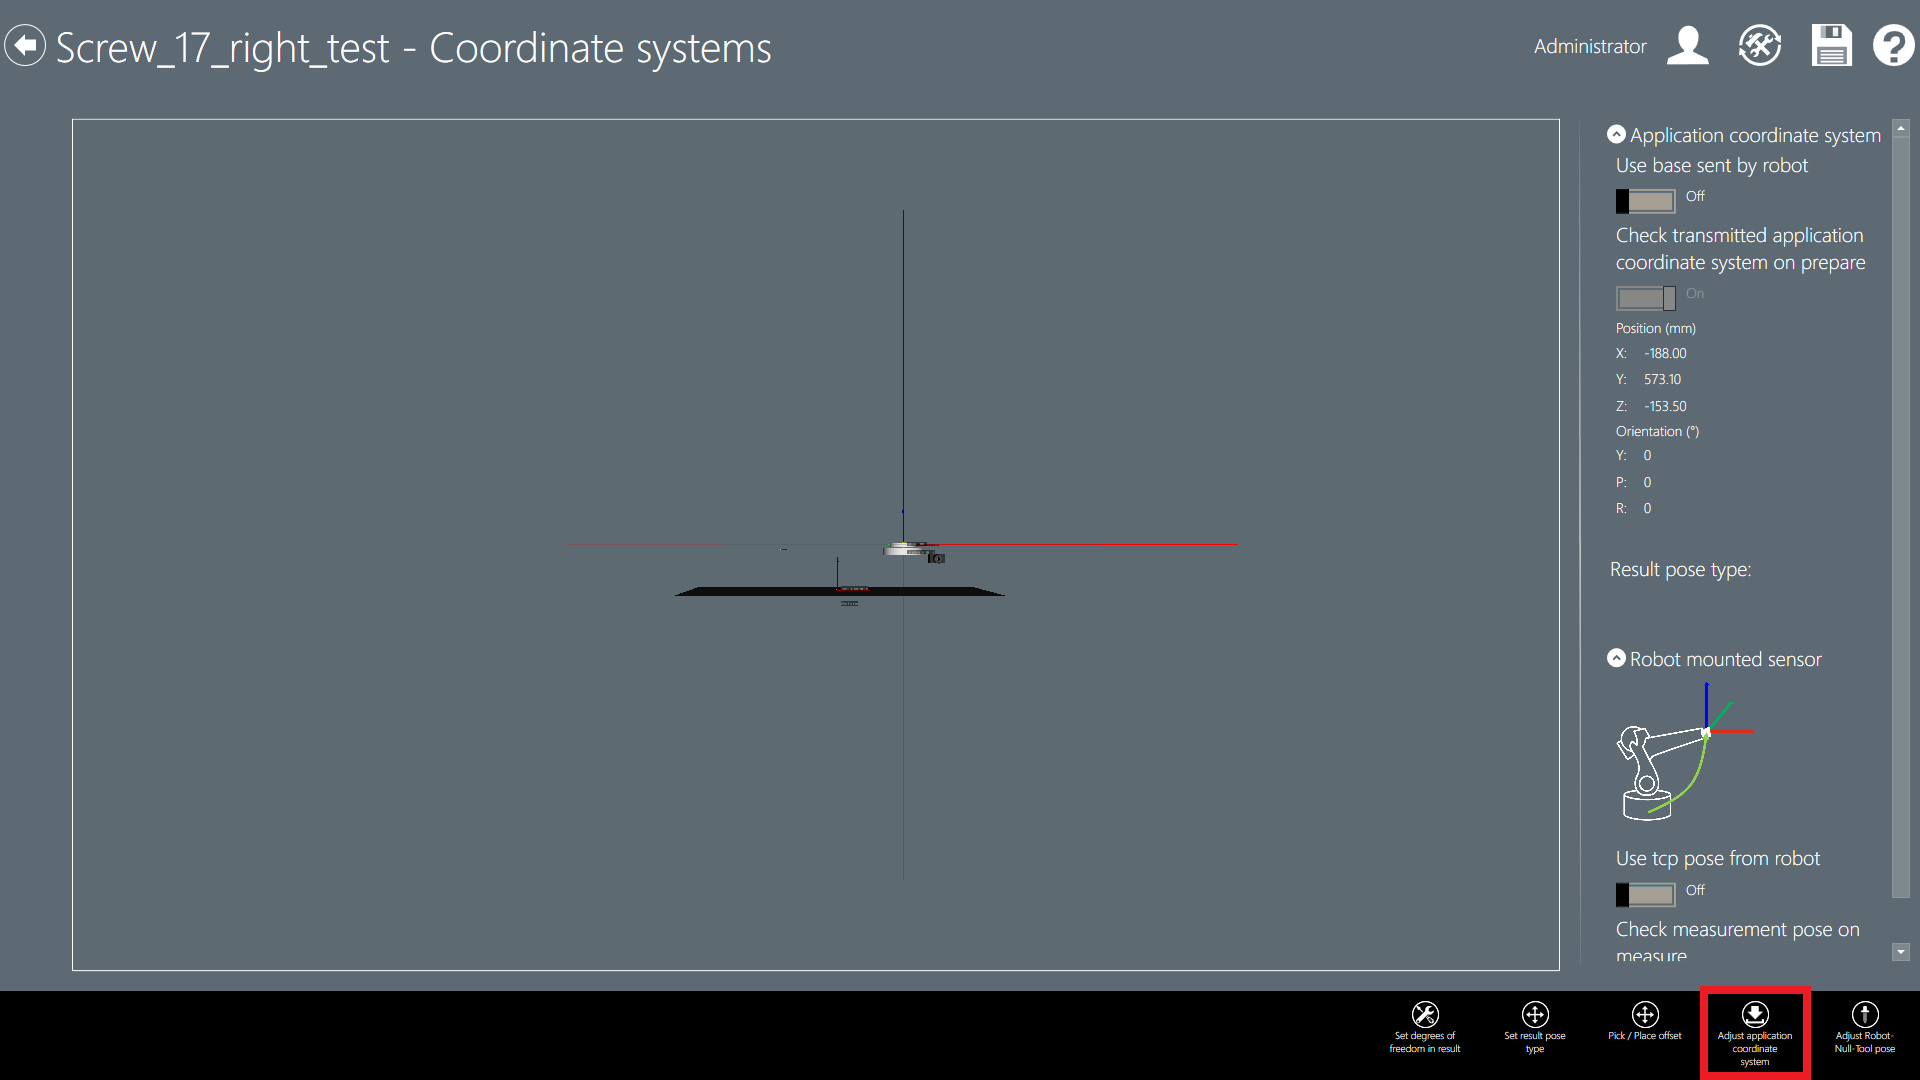 Screw_17_right_test - Coordinate systems
Administrator
Application coordinate system
Use base sent by robot
Off
Check transmitted application
coordinate system on prepare
On
Position (mm)
X: -188.00
Y: 573.10
Z: -153.50
Orientation (°)
Y: 0
P: 0
R: 0
Result pose type:
Robot mounted sensor
Use tcp pose from robot
Off
Check measurement pose on
measure
Set degrees of
freedom in result
Set result pose
type
Pick / Place offset
Adjust application
coordinate
system
Adjust Robot-
Null-Tool pose